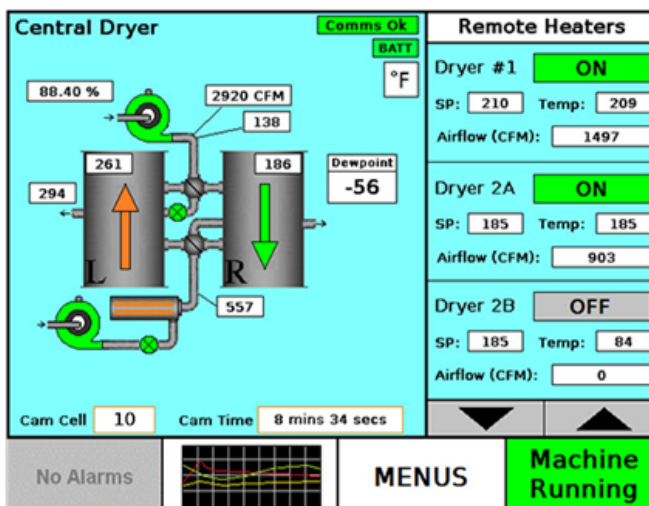 Central Dryer
Comms Ok
BATT
°F
88.40 %
2920 CFM
138
261
186
Dewpoint
-56
294
L
R
557
Cam Cell 10 Cam Time 8 mins 34 secs
Remote Heaters
Dryer #1 ON
SP: 210 Temp: 209
Airflow (CFM): 1497
Dryer 2A ON
SP: 185 Temp: 185
Airflow (CFM): 903
Dryer 2B OFF
SP: 185 Temp: 84
Airflow (CFM): 0
No Alarms
MENUS
Machine
Running